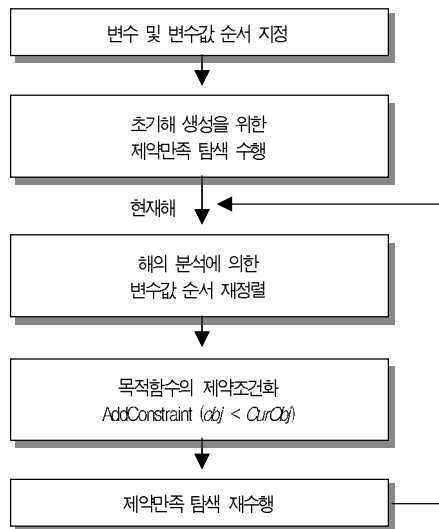 변수 및 변수값 순서 지정
초기해 생성을 위한
제약만족 탐색 수행
현재해
해의 분석에 의한
변수값 순서 재정렬
목적함수의 제약조건화
AddConstraint (obj < CurObj)
제약만족 탐색 재수행